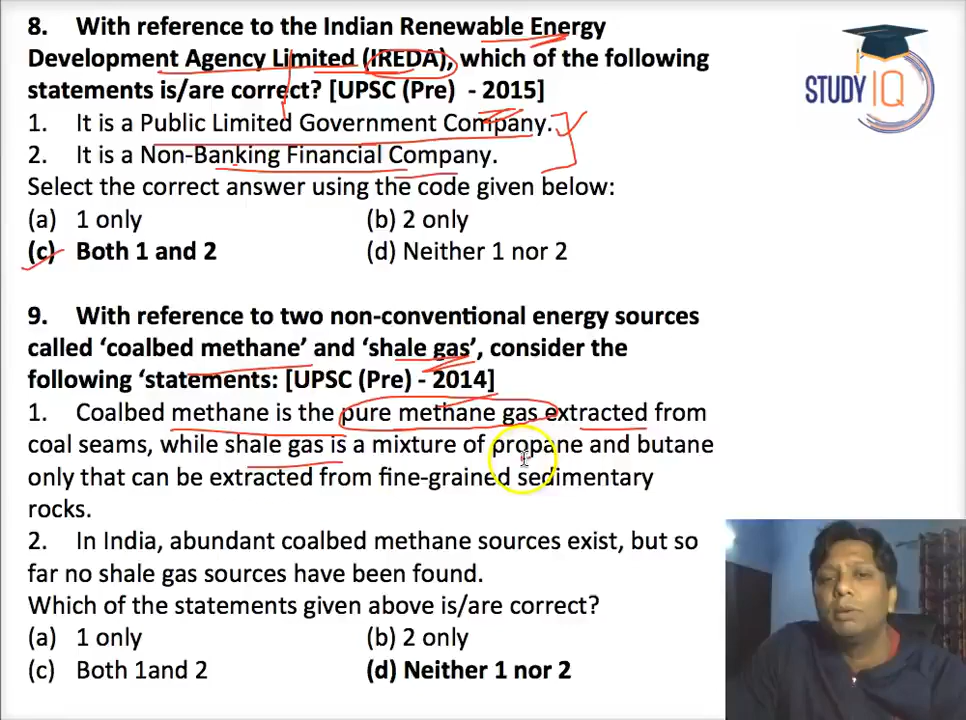 8. With reference to the Indian Renewable Energy
Development Agency Limited (IREDA), which of the following
statements is/are correct? [UPSC (Pre) - 2015]
1. It is a Public Limited Government Company.
2. It is a Non-Banking Financial Company.
Select the correct answer using the code given below:
(a) 1 only (b) 2 only
(c) Both 1 and 2 (d) Neither 1 nor 2
9. With reference to two non-conventional energy sources
called ‘coalbed methane’ and ‘shale gas’, consider the
following ‘statements: [UPSC (Pre) - 2014]
1. Coalbed methane is the pure methane gas extracted from
coal seams, while shale gas is a mixture of propane and butane
only that can be extracted from fine-grained sedimentary
rocks.
2. In India, abundant coalbed methane sources exist, but so
far no shale gas sources have been found.
Which of the statements given above is/are correct?
(a) 1 only (b) 2 only
(c) Both 1and 2 (d) Neither 1 nor 2
STUDY IQ